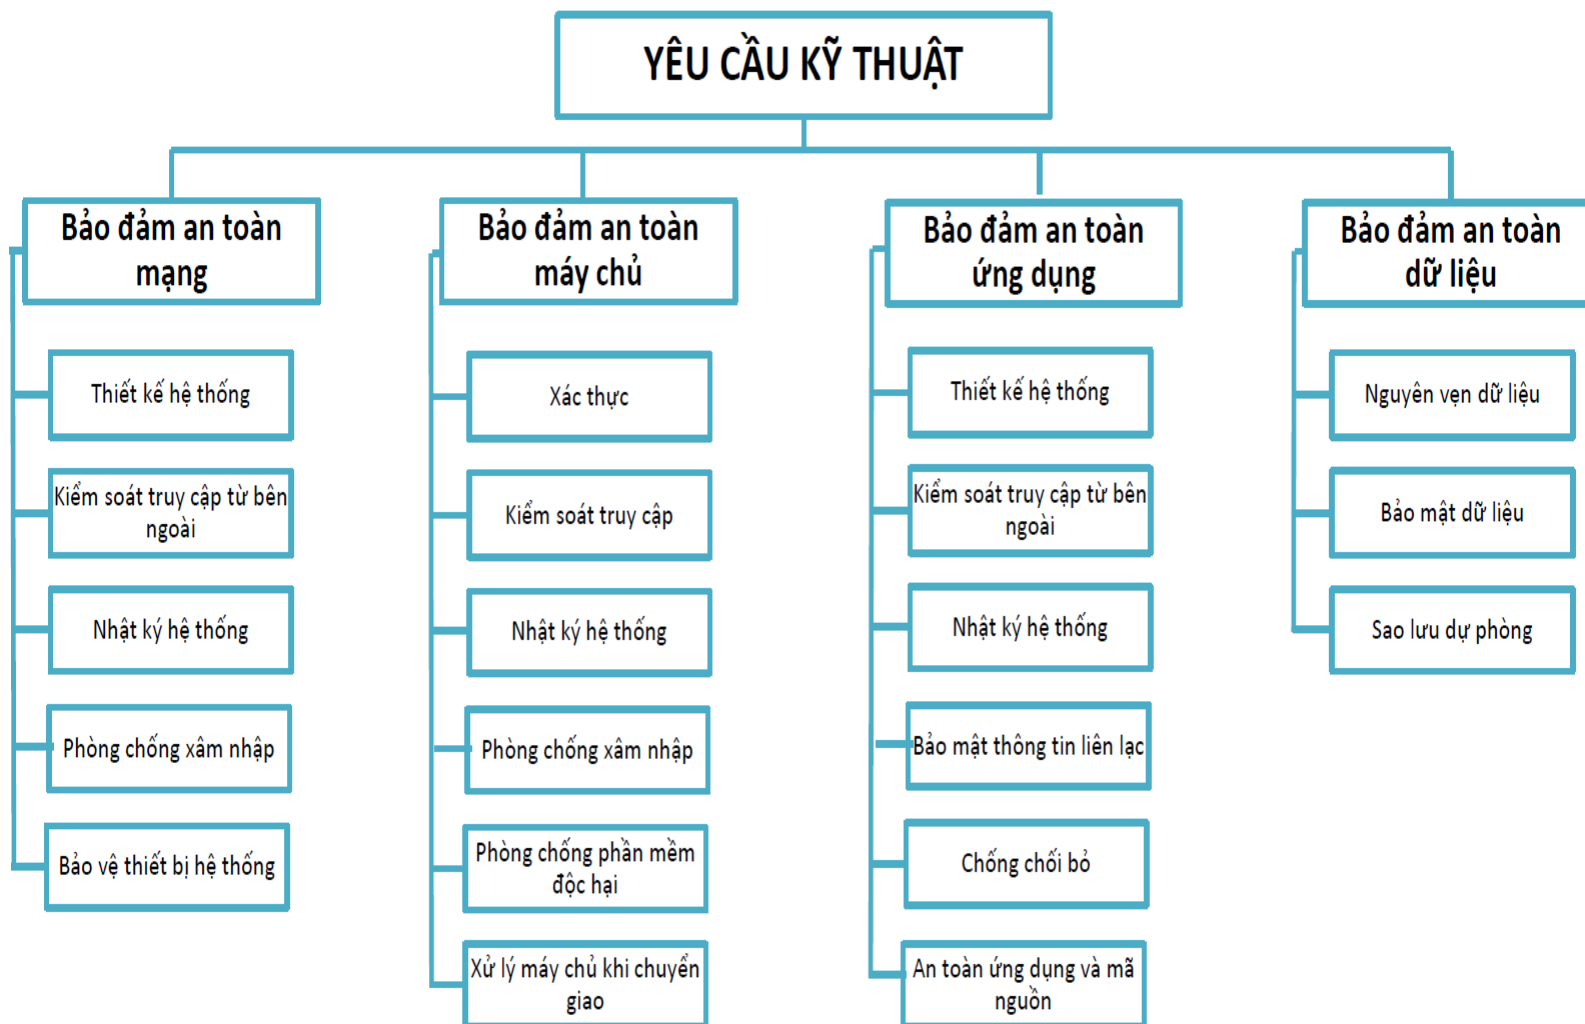 YÊU CẦU KỸ THUẬT
Bảo đảm an toàn
mạng
Thiết kế hệ thống
Kiểm soát truy cập từ bên
ngoài
Nhật ký hệ thống
Phòng chống xâm nhập
Bảo vệ thiết bị hệ thống
Bảo đảm an toàn
máy chủ
Xác thực
Kiểm soát truy cập
Nhật ký hệ thống
Phòng chống xâm nhập
Phòng chống phần mềm
độc hại
Xử lý máy chủ khi chuyển
giao
Bảo đảm an toàn
ứng dụng
Thiết kế hệ thống
Kiểm soát truy cập từ bên
ngoài
Nhật ký hệ thống
Bảo mật thông tin liên lạc
Chống chối bỏ
An toàn ứng dụng và mã
nguồn
Bảo đảm an toàn
dữ liệu
Nguyên vẹn dữ liệu
Bảo mật dữ liệu
Sao lưu dự phòng